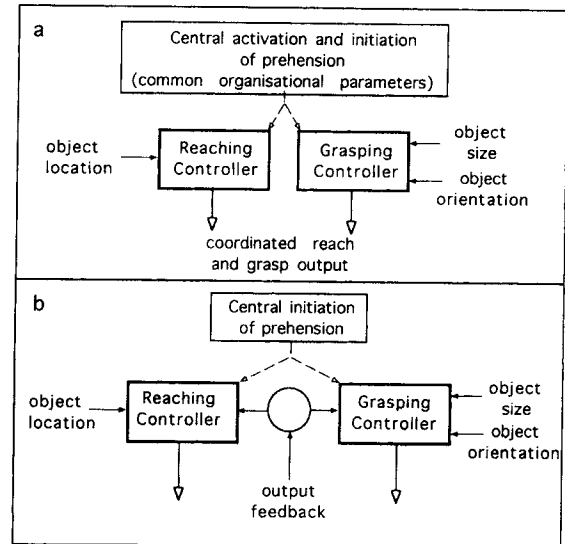 a
Central activation and initiation
of prehension
(common organisational parameters)
object
location
Reaching
Controller
Grasping
Controller
object
size
object
orientation
coordinated reach
and grasp output
b
Central initiation
of prehension
object
location
Reaching
Controller
Grasping
Controller
object
size
object
orientation
output
feedback